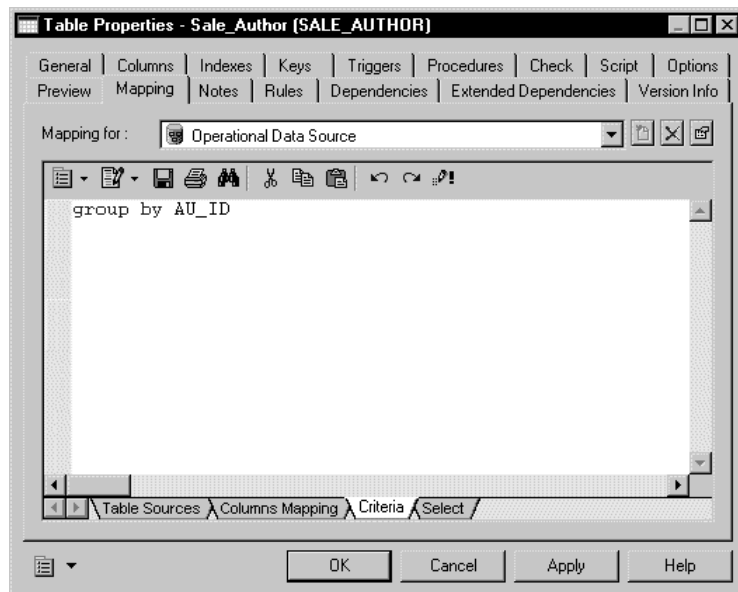 Table Properties - Sale_Author (SALE_AUTHOR)
General Columns Indexes Keys Triggers Procedures Check Script Options
Preview Mapping Notes Rules Dependencies Extended Dependencies Version Info
Mapping for : Operational Data Source
group by AU_ID
Table Sources Columns Mapping Criteria Select
OK Cancel Apply Help